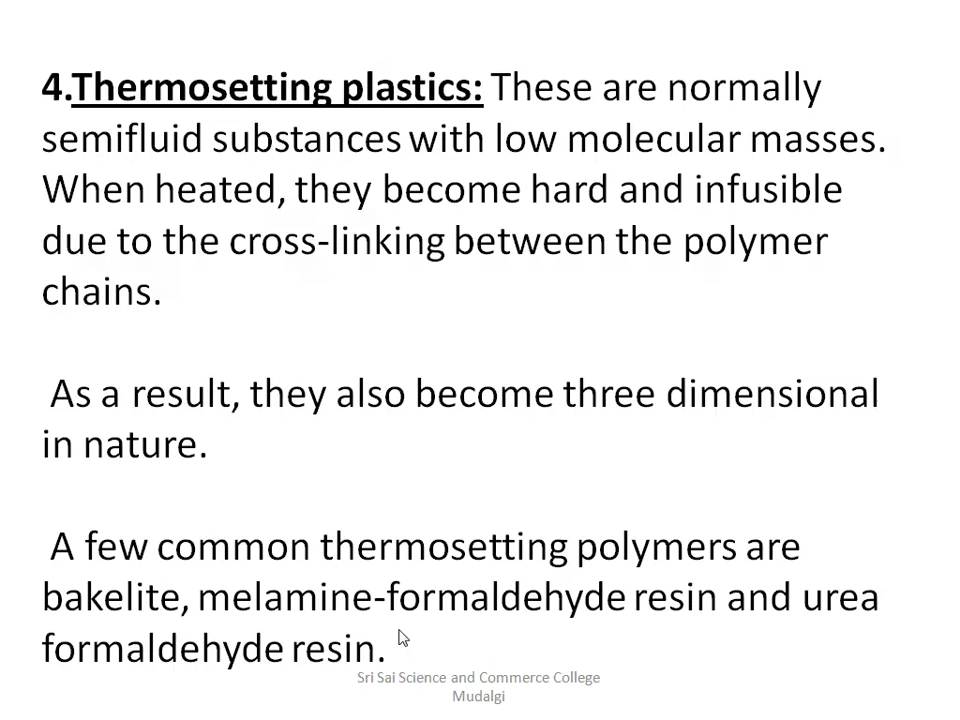 4.Thermosetting plastics: These are normally
semifluid substances with low molecular masses.
When heated, they become hard and infusible
due to the cross-linking between the polymer
chains.
As a result, they also become three dimensional
in nature.
A few common thermosetting polymers are
bakelite, melamine-formaldehyde resin and urea
formaldehyde resin.
Sri Sai Science and Commerce College
Mudalgi